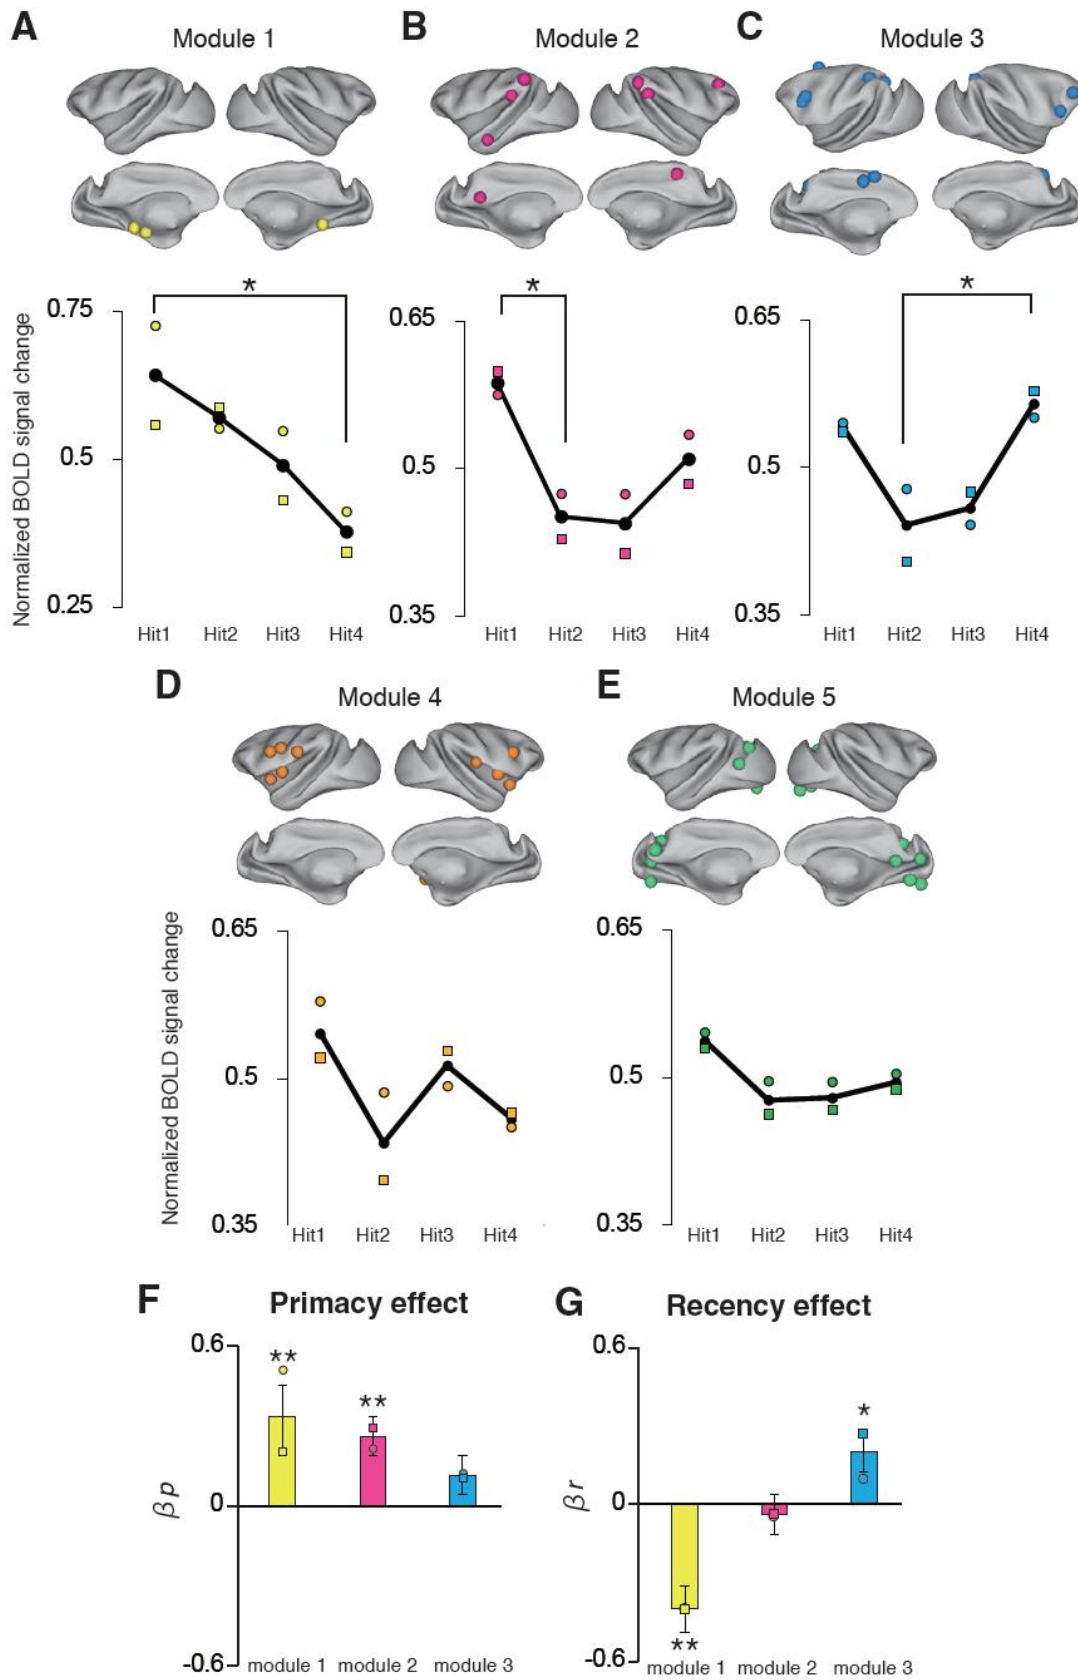 A
Module 1
B
Module 2
C
Module 3
Normalized BOLD signal change
0.75
0.5
0.25
*
Hit1 Hit2 Hit3 Hit4
0.65
0.5
0.35
*
Hit1 Hit2 Hit3 Hit4
0.65
0.5
0.35
*
Hit1 Hit2 Hit3 Hit4
D
Module 4
E
Module 5
Normalized BOLD signal change
0.65
0.5
0.35
Hit1 Hit2 Hit3 Hit4
0.65
0.5
0.35
Hit1 Hit2 Hit3 Hit4
F
Primacy effect
βp
0.6
0
-0.6
**
**
module 1 module 2 module 3
G
Recency effect
βr
0.6
0
-0.6
*
**
module 1 module 2 module 3